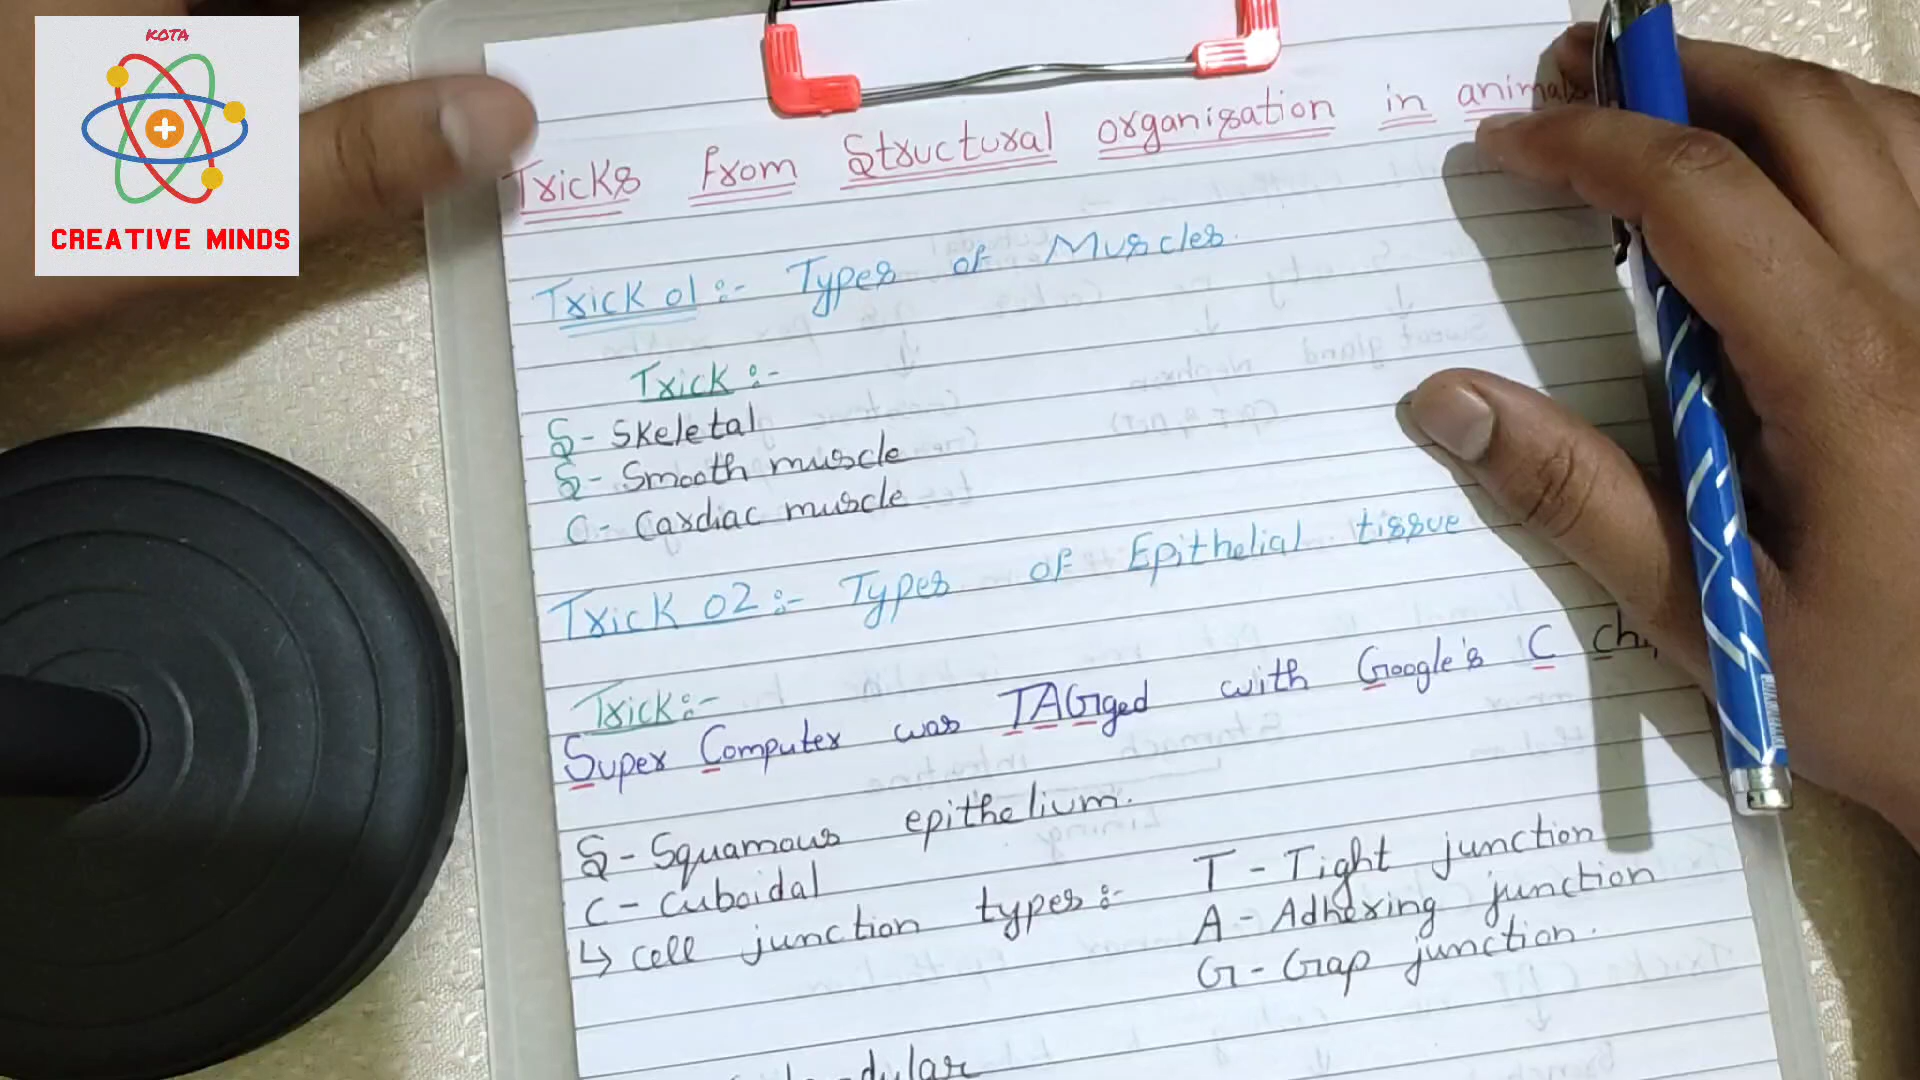 KOTA
CREATIVE MINDS
Tricks from Structural organisation in animals
Trick 01:- Types of Muscles.
Trick:-
S- Skeletal
S- Smooth muscle
C- Cardiac muscle
Trick 02:- Types of Epithelial tissue
Trick:-
Super Computer was TAGged with Google's C
S- Squamous epithelium.
C- Cuboidal
↳ cell junction types:-
T- Tight junction
A- Adhering junction
G- Gap junction.